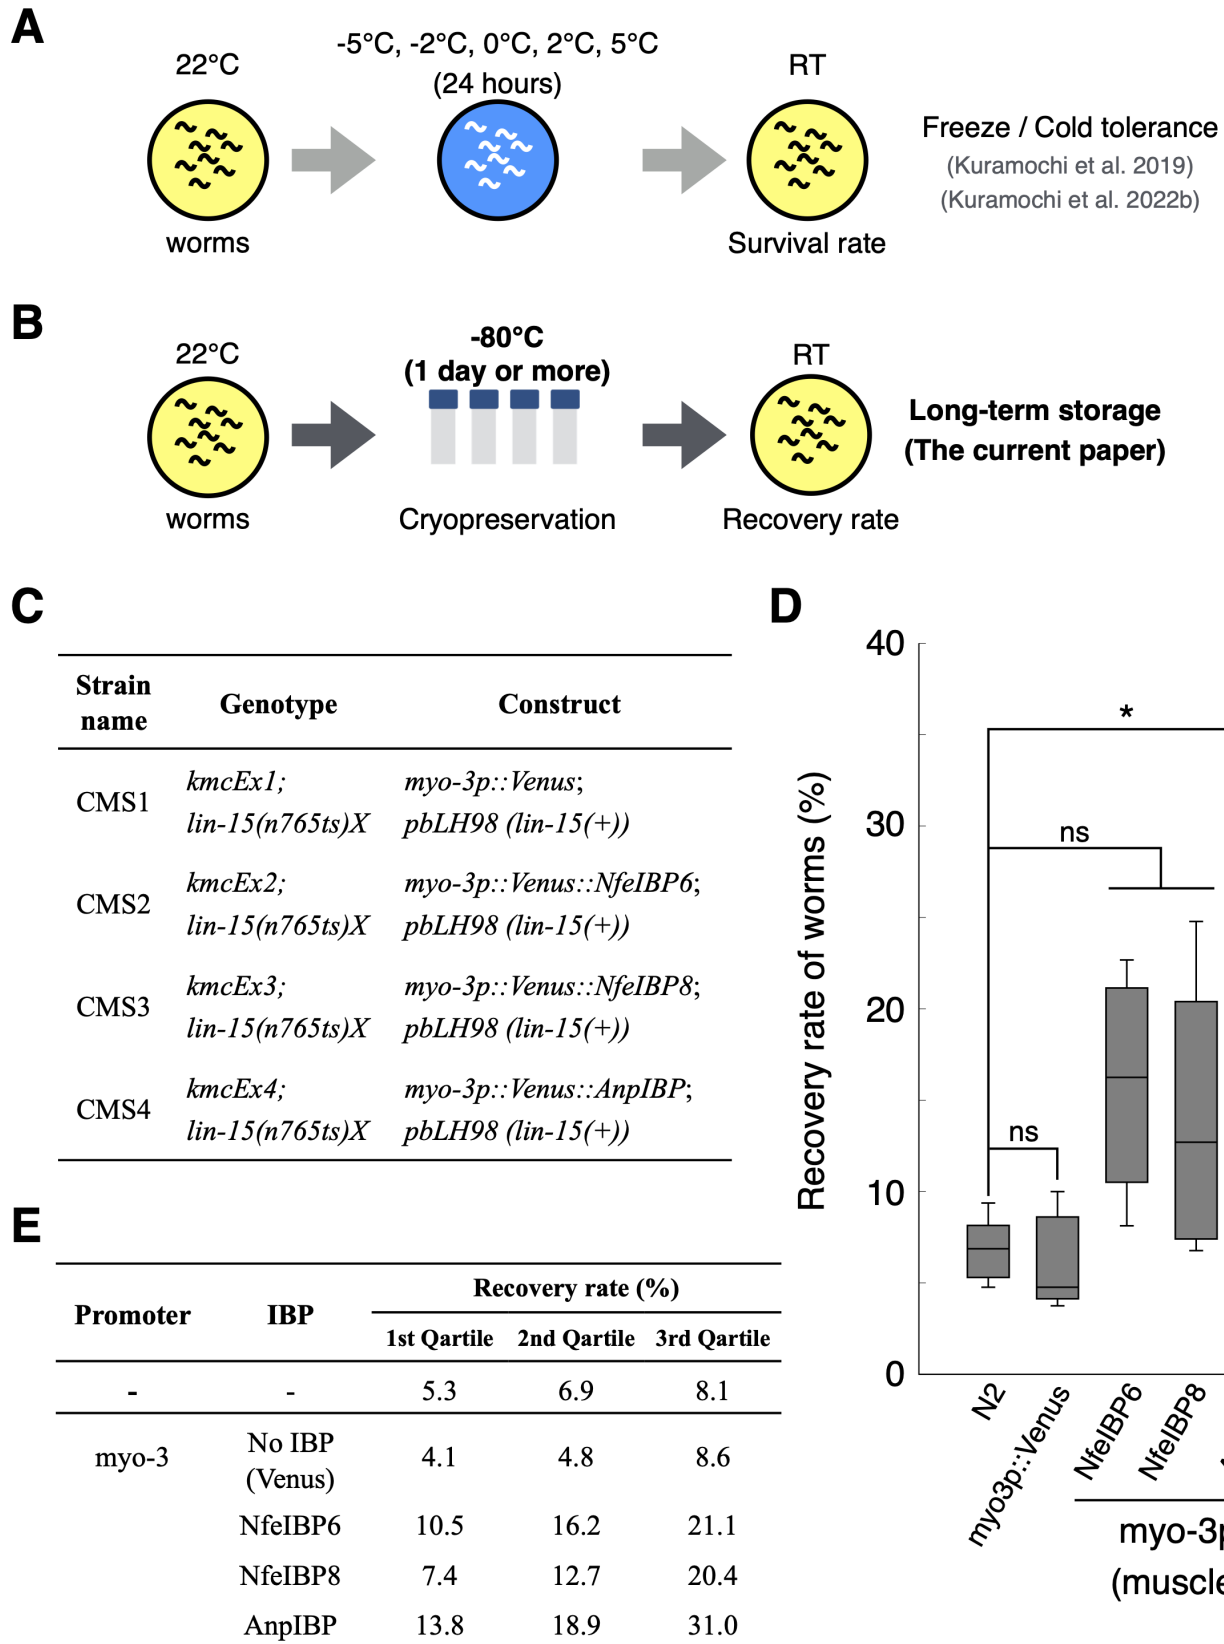 A
22°C
-5°C, -2°C, 0°C, 2°C, 5°C
(24 hours)
RT
worms
Survival rate
Freeze / Cold tolerance
(Kuramochi et al. 2019)
(Kuramochi et al. 2022b)
B
22°C
-80°C
(1 day or more)
RT
worms
Cryopreservation
Recovery rate
Long-term storage
(The current paper)
C
Strain name Genotype Construct
CMS1 kmcEx1; myo-3p::Venus;
lin-15(n765ts)X pbLH98 (lin-15(+))
CMS2 kmcEx2; myo-3p::Venus::NfeIBP6;
lin-15(n765ts)X pbLH98 (lin-15(+))
CMS3 kmcEx3; myo-3p::Venus::NfeIBP8;
lin-15(n765ts)X pbLH98 (lin-15(+))
CMS4 kmcEx4; myo-3p::Venus::AnpIBP;
lin-15(n765ts)X pbLH98 (lin-15(+))
D
Recovery rate of worms (%)
40
30
20
10
0
*
ns
ns
N2
myo3p::Venus
NfeIBP6
NfeIBP8
myo-3p
(muscle
E
Promoter IBP Recovery rate (%)
1st Qartile 2nd Qartile 3rd Qartile
- - 5.3 6.9 8.1
myo-3 No IBP (Venus) 4.1 4.8 8.6
NfeIBP6 10.5 16.2 21.1
NfeIBP8 7.4 12.7 20.4
AnpIBP 13.8 18.9 31.0